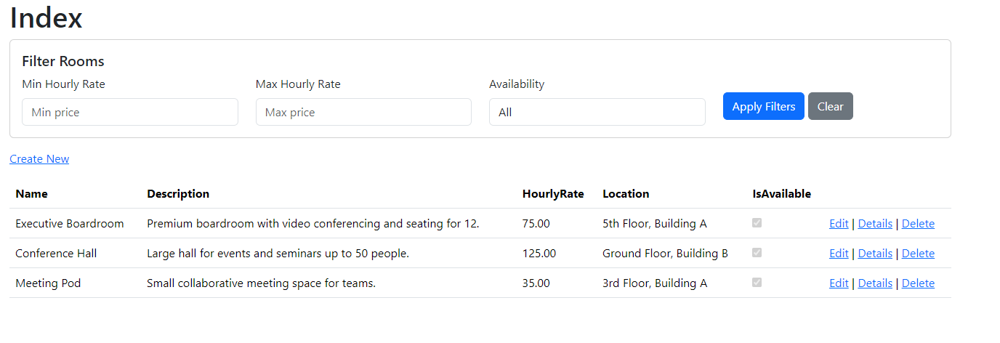 Index
Filter Rooms
Min Hourly Rate Max Hourly Rate Availability
Min price Max price All Apply Filters Clear
Create New
Name Description HourlyRate Location IsAvailable
Executive Boardroom Premium boardroom with video conferencing and seating for 12. 75.00 5th Floor, Building A Edit | Details | Delete
Conference Hall Large hall for events and seminars up to 50 people. 125.00 Ground Floor, Building B Edit | Details | Delete
Meeting Pod Small collaborative meeting space for teams. 35.00 3rd Floor, Building A Edit | Details | Delete